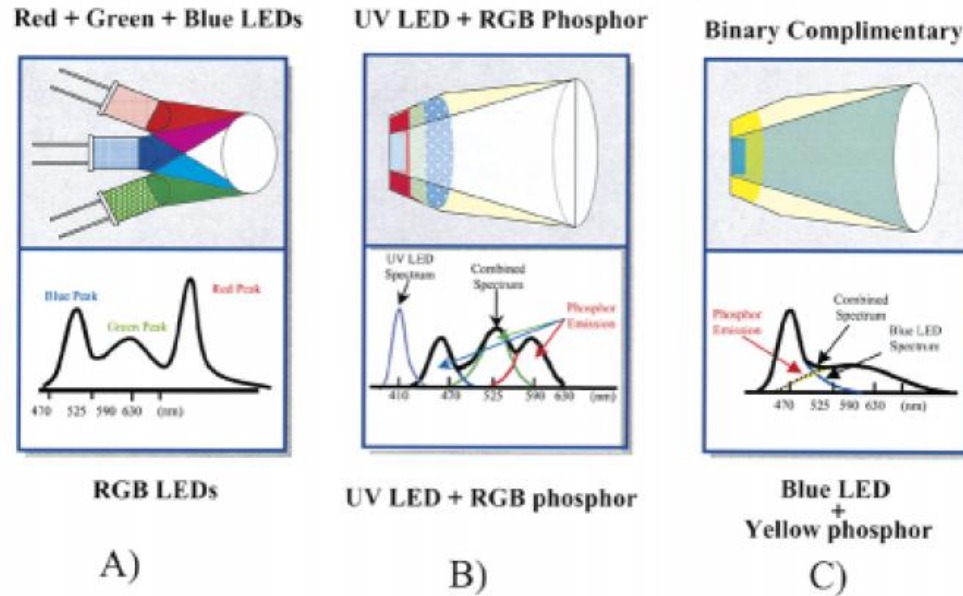 Red + Green + Blue LEDs
UV LED + RGB Phosphor
Binary Complimentary
Blue Peak
Green Peak
Red Peak
470 525 590 630 (nm)
UV LED
Spectrum
Combined
Spectrum
Phosphor
Emission
410 470 525 590 630 (nm)
Phosphor
Emission
Combined
Spectrum
Blue LED
Spectrum
470 525 590 630 (nm)
RGB LEDs
UV LED + RGB phosphor
Blue LED
+
Yellow phosphor
A)
B)
C)